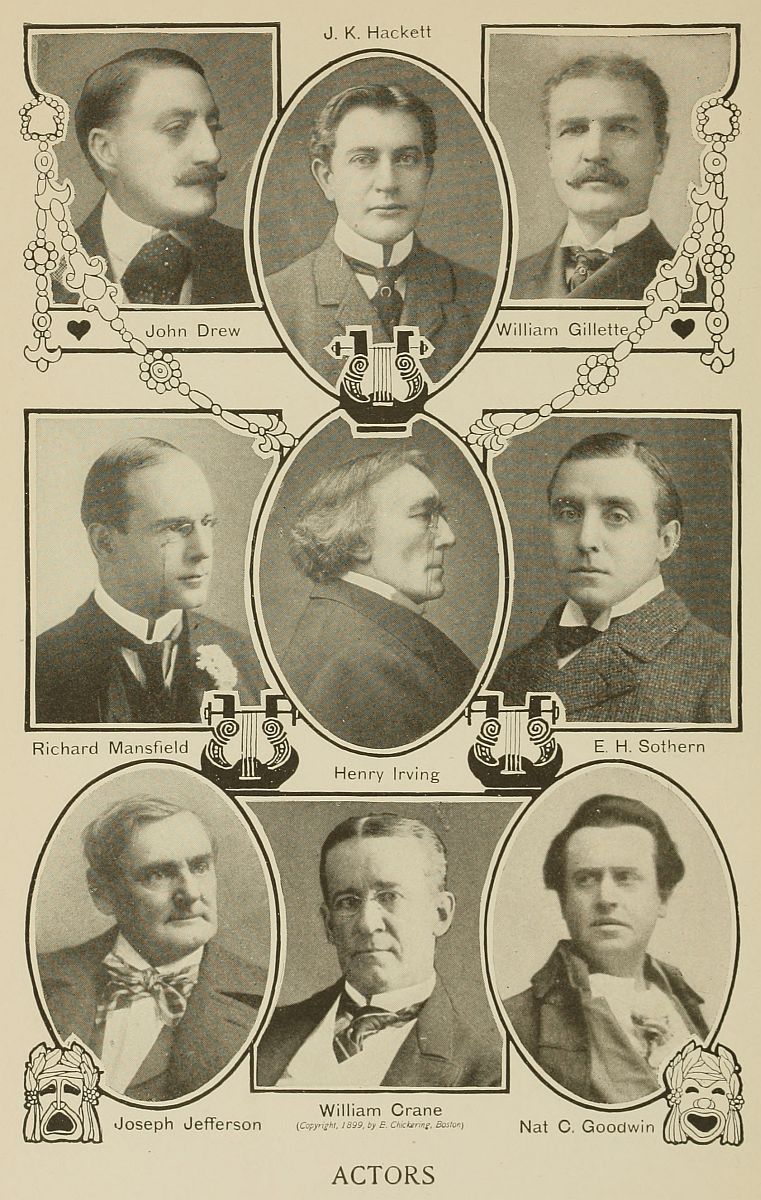 J. K. Hackett
John Drew
William Gillette
Richard Mansfield
E. H. Sothern
Henry Irving
Joseph Jefferson
William Crane
(Copyright, 1899, by E. Chickering, Boston)
Nat C. Goodwin
ACTORS